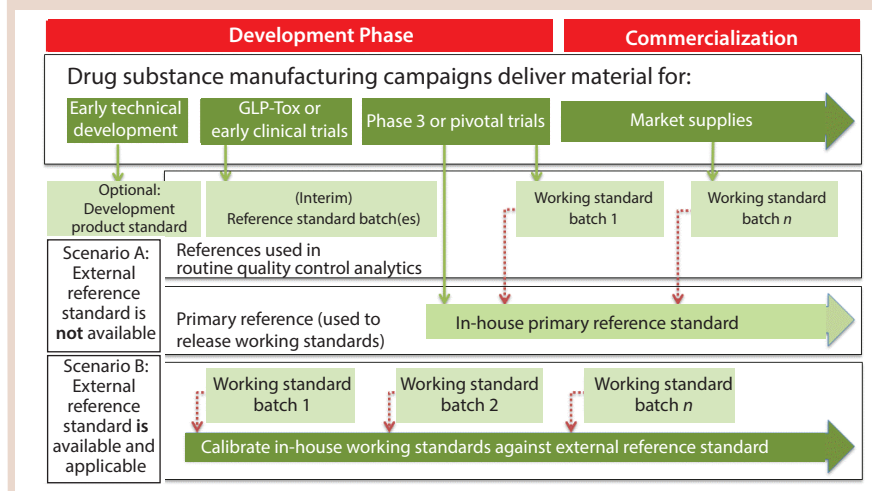 Development Phase
Commercialization
Drug substance manufacturing campaigns deliver material for:
Early technical
development
GLP-Tox or
early clinical trials
Phase 3 or pivotal trials
Market supplies
Optional:
Development
product standard
(Interim)
Reference standard batch(es)
Working standard
batch 1
Working standard
batch n
Scenario A:
External
reference
standard is
not available
References used in
routine quality control analytics
Primary reference (used to
release working standards)
In-house primary reference standard
Scenario B:
External
reference
standard is
available and
applicable
Working standard
batch 1
Working standard
batch 2
Working standard
batch n
Calibrate in-house working standards against external reference standard